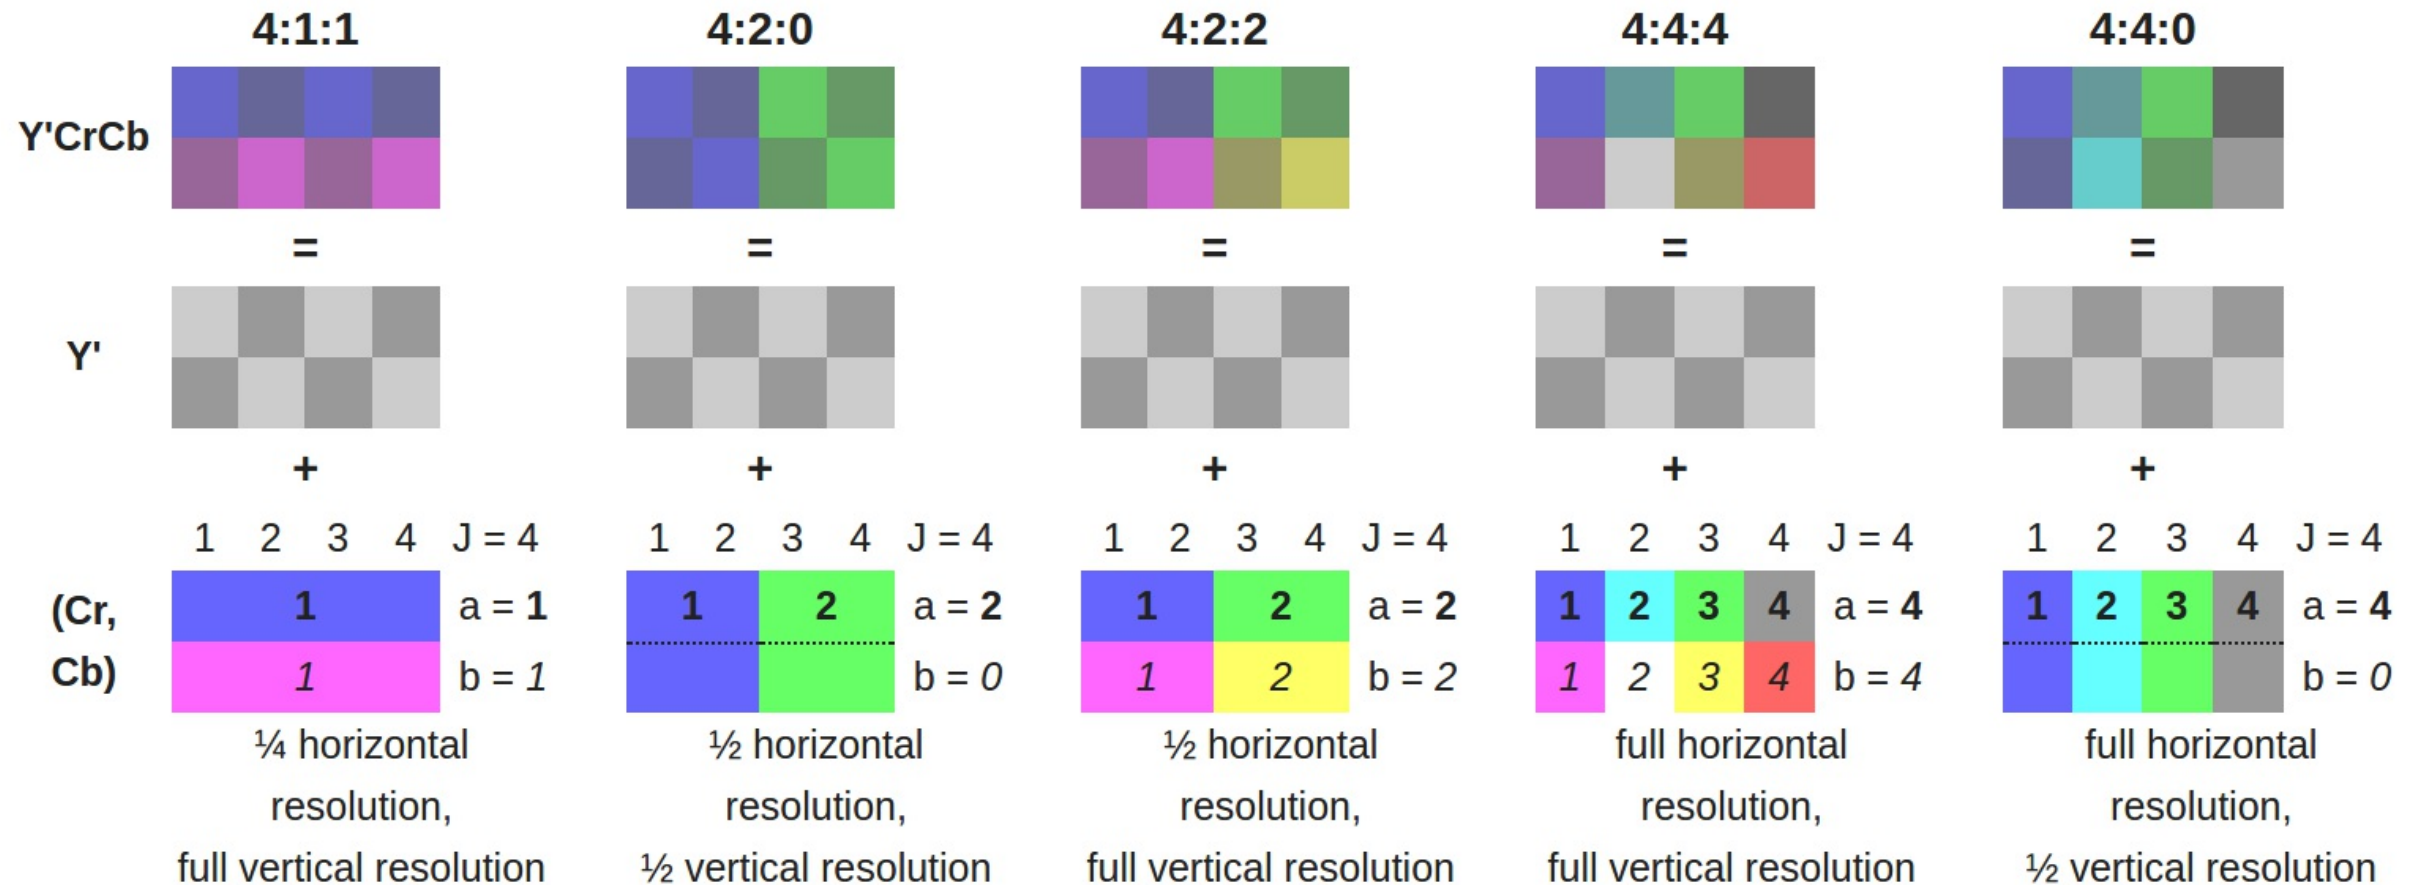 4:1:1 4:2:0 4:2:2 4:4:4 4:4:0
Y'CrCb
= = = = =
Y'
+ + + + +
1 2 3 4 J = 4 1 2 3 4 J = 4 1 2 3 4 J = 4 1 2 3 4 J = 4 1 2 3 4 J = 4
(Cr, 1 a = 1 1 2 a = 2 1 2 a = 2 1 2 3 4 a = 4 1 2 3 4 a = 4
Cb) 1 b = 1 b = 0 1 2 b = 2 1 2 3 4 b = 4 b = 0
¼ horizontal ½ horizontal ½ horizontal full horizontal full horizontal
resolution, resolution, resolution, resolution, resolution,
full vertical resolution ½ vertical resolution full vertical resolution full vertical resolution ½ vertical resolution